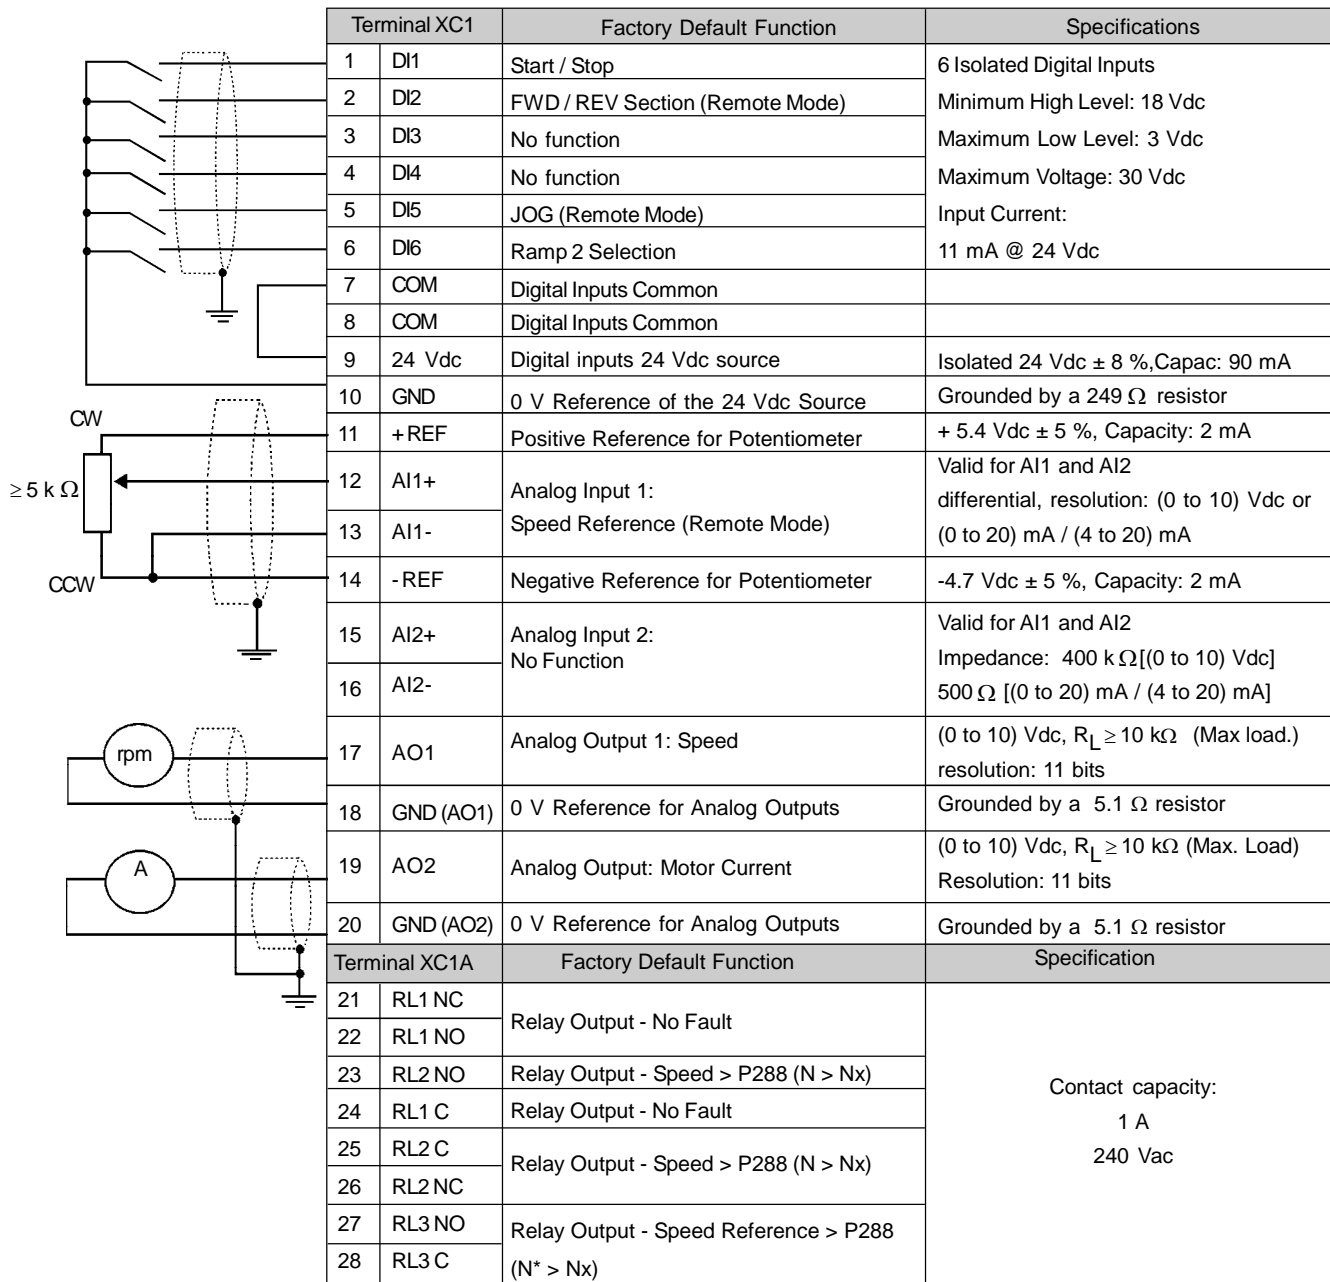 Terminal XC1 Factory Default Function Specifications
1 DI1 Start / Stop 6 Isolated Digital Inputs
2 DI2 FWD / REV Section (Remote Mode) Minimum High Level: 18 Vdc
3 DI3 No function Maximum Low Level: 3 Vdc
4 DI4 No function Maximum Voltage: 30 Vdc
5 DI5 JOG (Remote Mode) Input Current:
6 DI6 Ramp 2 Selection 11 mA @ 24 Vdc
7 COM Digital Inputs Common
8 COM Digital Inputs Common
9 24 Vdc Digital inputs 24 Vdc source Isolated 24 Vdc ± 8 %,Capac: 90 mA
10 GND 0 V Reference of the 24 Vdc Source Grounded by a 249 Ω resistor
CW
11 +REF Positive Reference for Potentiometer + 5.4 Vdc ± 5 %, Capacity: 2 mA
≥ 5 k Ω
12 AI1+ Analog Input 1: Valid for AI1 and AI2
differential, resolution: (0 to 10) Vdc or
13 AI1- Speed Reference (Remote Mode) (0 to 20) mA / (4 to 20) mA
CCW
14 -REF Negative Reference for Potentiometer -4.7 Vdc ± 5 %, Capacity: 2 mA
15 AI2+ Analog Input 2: Valid for AI1 and AI2
No Function Impedance: 400 k Ω [(0 to 10) Vdc]
16 AI2- 500 Ω [(0 to 20) mA / (4 to 20) mA]
rpm
17 AO1 Analog Output 1: Speed (0 to 10) Vdc, RL ≥ 10 kΩ (Max load.)
resolution: 11 bits
18 GND (AO1) 0 V Reference for Analog Outputs Grounded by a 5.1 Ω resistor
A
19 AO2 Analog Output: Motor Current (0 to 10) Vdc, RL ≥ 10 kΩ (Max. Load)
Resolution: 11 bits
20 GND (AO2) 0 V Reference for Analog Outputs Grounded by a 5.1 Ω resistor
Terminal XC1A Factory Default Function Specification
21 RL1 NC Relay Output - No Fault
22 RL1 NO
23 RL2 NO Relay Output - Speed > P288 (N > Nx) Contact capacity:
24 RL1 C Relay Output - No Fault 1 A
25 RL2 C Relay Output - Speed > P288 (N > Nx) 240 Vac
26 RL2 NC
27 RL3 NO Relay Output - Speed Reference > P288
28 RL3 C (N* > Nx)